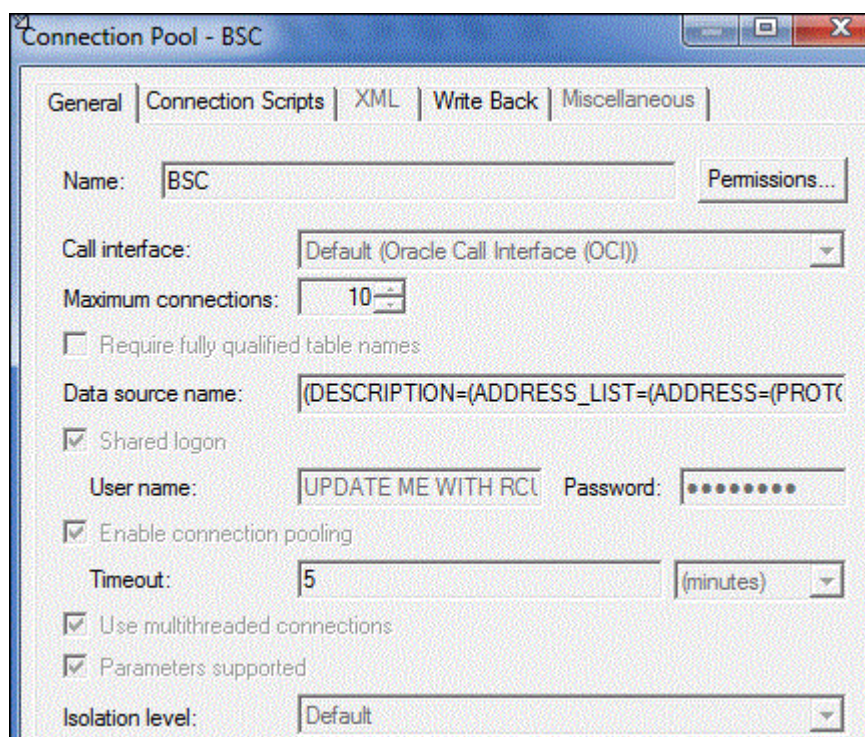 Connection Pool - BSC
General Connection Scripts XML Write Back Miscellaneous
Name: BSC Permissions...
Call interface: Default (Oracle Call Interface (OCI))
Maximum connections: 10
Require fully qualified table names
Data source name: (DESCRIPTION=(ADDRESS_LIST=(ADDRESS=(PROTO
Shared logon
User name: UPDATE ME WITH RCU Password: ●●●●●●●●
Enable connection pooling
Timeout: 5 (minutes)
Use multithreaded connections
Parameters supported
Isolation level: Default